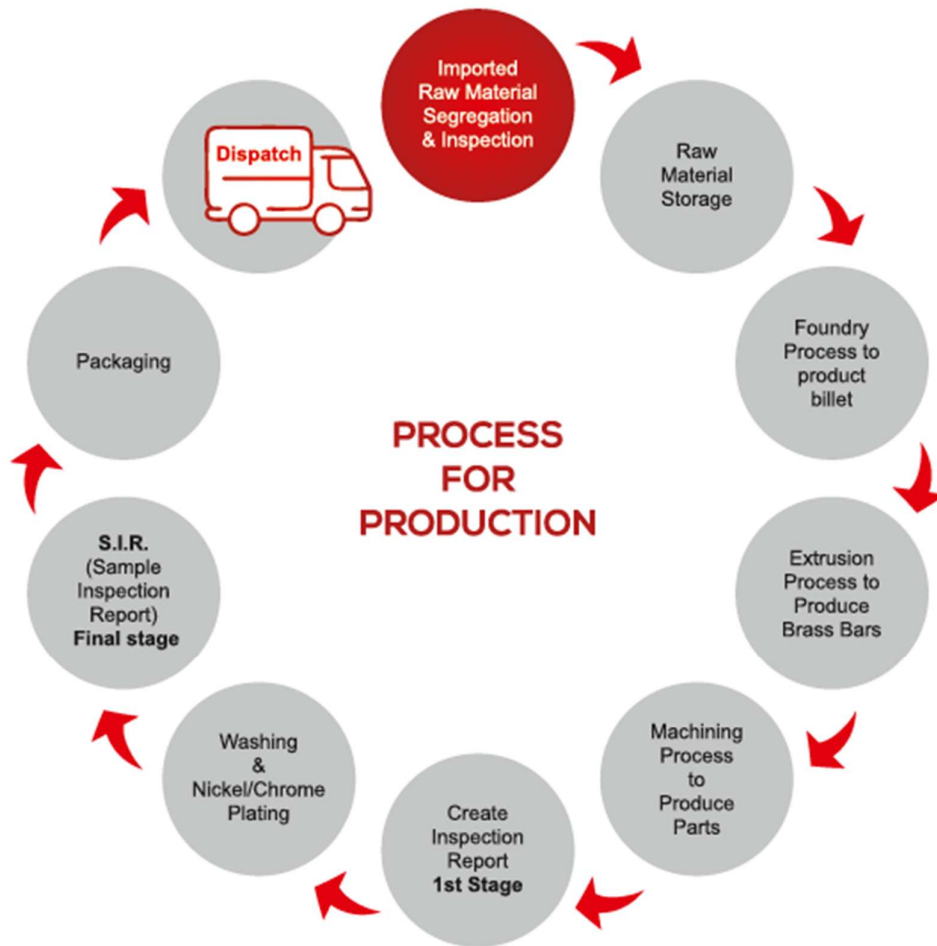 Imported
Raw Material
Segregation
& Inspection
Raw
Material
Storage
Foundry
Process to
product
billet
Extrusion
Process to
Produce
Brass Bars
Machining
Process
to
Produce
Parts
Create
Inspection
Report
1st Stage
Washing
&
Nickel/Chrome
Plating
S.I.R.
(Sample
Inspection
Report)
Final stage
Packaging
Dispatch
PROCESS
FOR
PRODUCTION